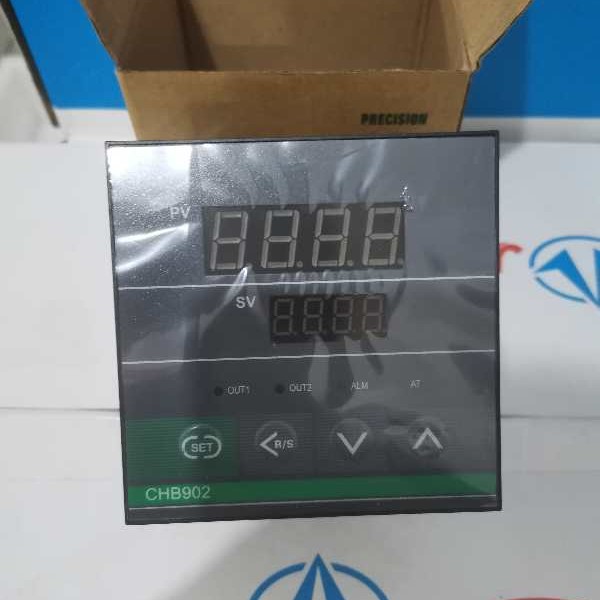 PRECISION
PV
SV
OUT1 OUT2 ALM AT
SET R/S
CHB902